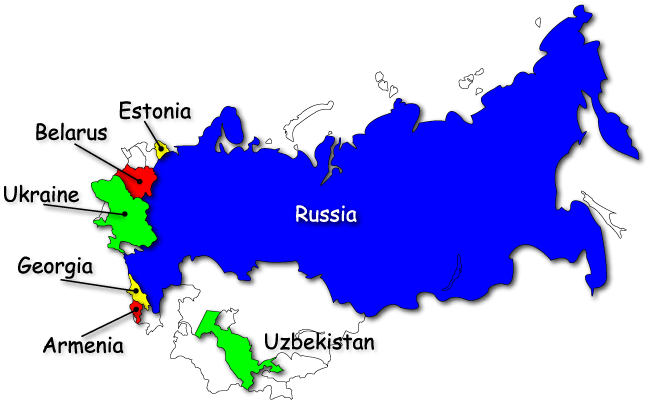 Estonia
Belarus
Ukraine
Russia
Georgia
Armenia
Uzbekistan